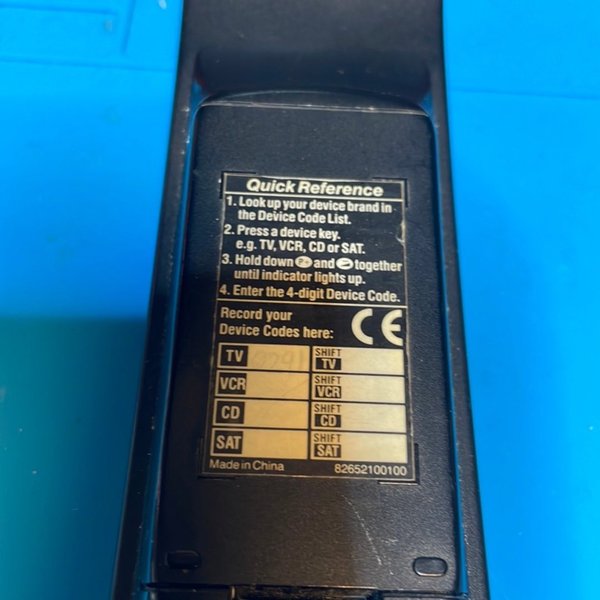 Quick Reference
1. Look up your device brand in
the Device Code List.
2. Press a device key.
e.g. TV, VCR, CD or SAT.
3. Hold down and together
until indicator lights up.
4. Enter the 4-digit Device Code.
Record your
Device Codes here: CE
TV SHIFT TV
VCR SHIFT VCR
CD SHIFT CD
SAT SHIFT SAT
Made in China 82652100100